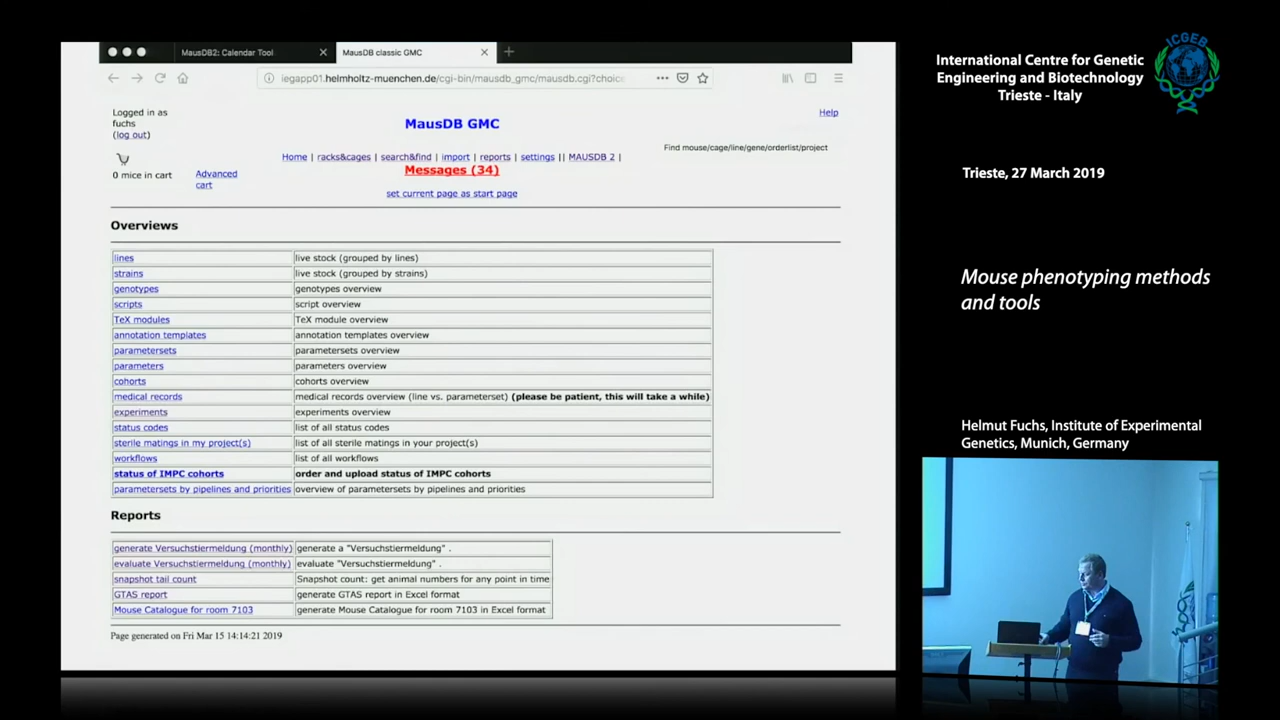 MausDB2: Calendar Tool
MausDB classic GMC
iegapp01.helmholtz-muenchen.de/cgi-bin/mausdb_gmc/mausdb.cgi?choice
Logged in as
fuchs
(log out)
MausDB GMC
Help
Home | racks&cages | search&find | import | reports | settings || MAUSDB 2 |
Find mouse/cage/line/gene/orderlist/project
Messages (34)
0 mice in cart
Advanced
cart
set current page as start page
Overviews
lines live stock (grouped by lines)
strains live stock (grouped by strains)
genotypes genotypes overview
scripts script overview
TeX modules TeX module overview
annotation templates annotation templates overview
parametersets parametersets overview
parameters parameters overview
cohorts cohorts overview
medical records medical records overview (line vs. parameterset) (please be patient, this will take a while)
experiments experiments overview
status codes list of all status codes
sterile matings in my project(s) list of all sterile matings in your project(s)
workflows list of all workflows
status of IMPC cohorts order and upload status of IMPC cohorts
parametersets by pipelines and priorities overview of parametersets by pipelines and priorities
Reports
generate Versuchstiermeldung (monthly) generate a "Versuchstiermeldung" .
evaluate Versuchstiermeldung (monthly) evaluate "Versuchstiermeldung" .
snapshot tail count Snapshot count: get animal numbers for any point in time
GTAS report generate GTAS report in Excel format
Mouse Catalogue for room 7103 generate Mouse Catalogue for room 7103 in Excel format
Page generated on Fri Mar 15 14:14:21 2019
International Centre for Genetic
Engineering and Biotechnology
Trieste - Italy
ICGEB
Trieste, 27 March 2019
Mouse phenotyping methods
and tools
Helmut Fuchs, Institute of Experimental
Genetics, Munich, Germany